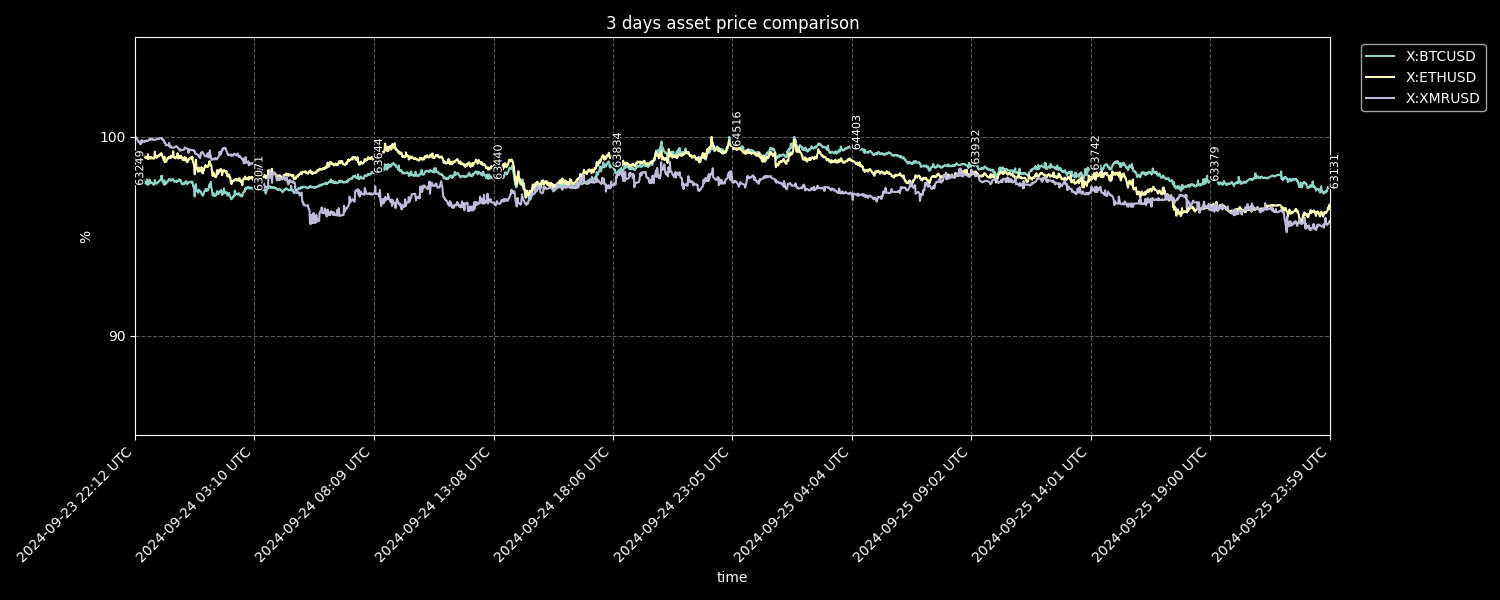 3 days asset price comparison
X:BTCUSD
X:ETHUSD
X:XMRUSD
100
90
%
63249
63071
63644
63440
63834
64516
64403
63932
63742
63379
63131
2024-09-23 22:12 UTC
2024-09-24 03:10 UTC
2024-09-24 08:09 UTC
2024-09-24 13:08 UTC
2024-09-24 18:06 UTC
2024-09-24 23:05 UTC
2024-09-25 04:04 UTC
2024-09-25 09:02 UTC
2024-09-25 14:01 UTC
2024-09-25 19:00 UTC
2024-09-25 23:59 UTC
time